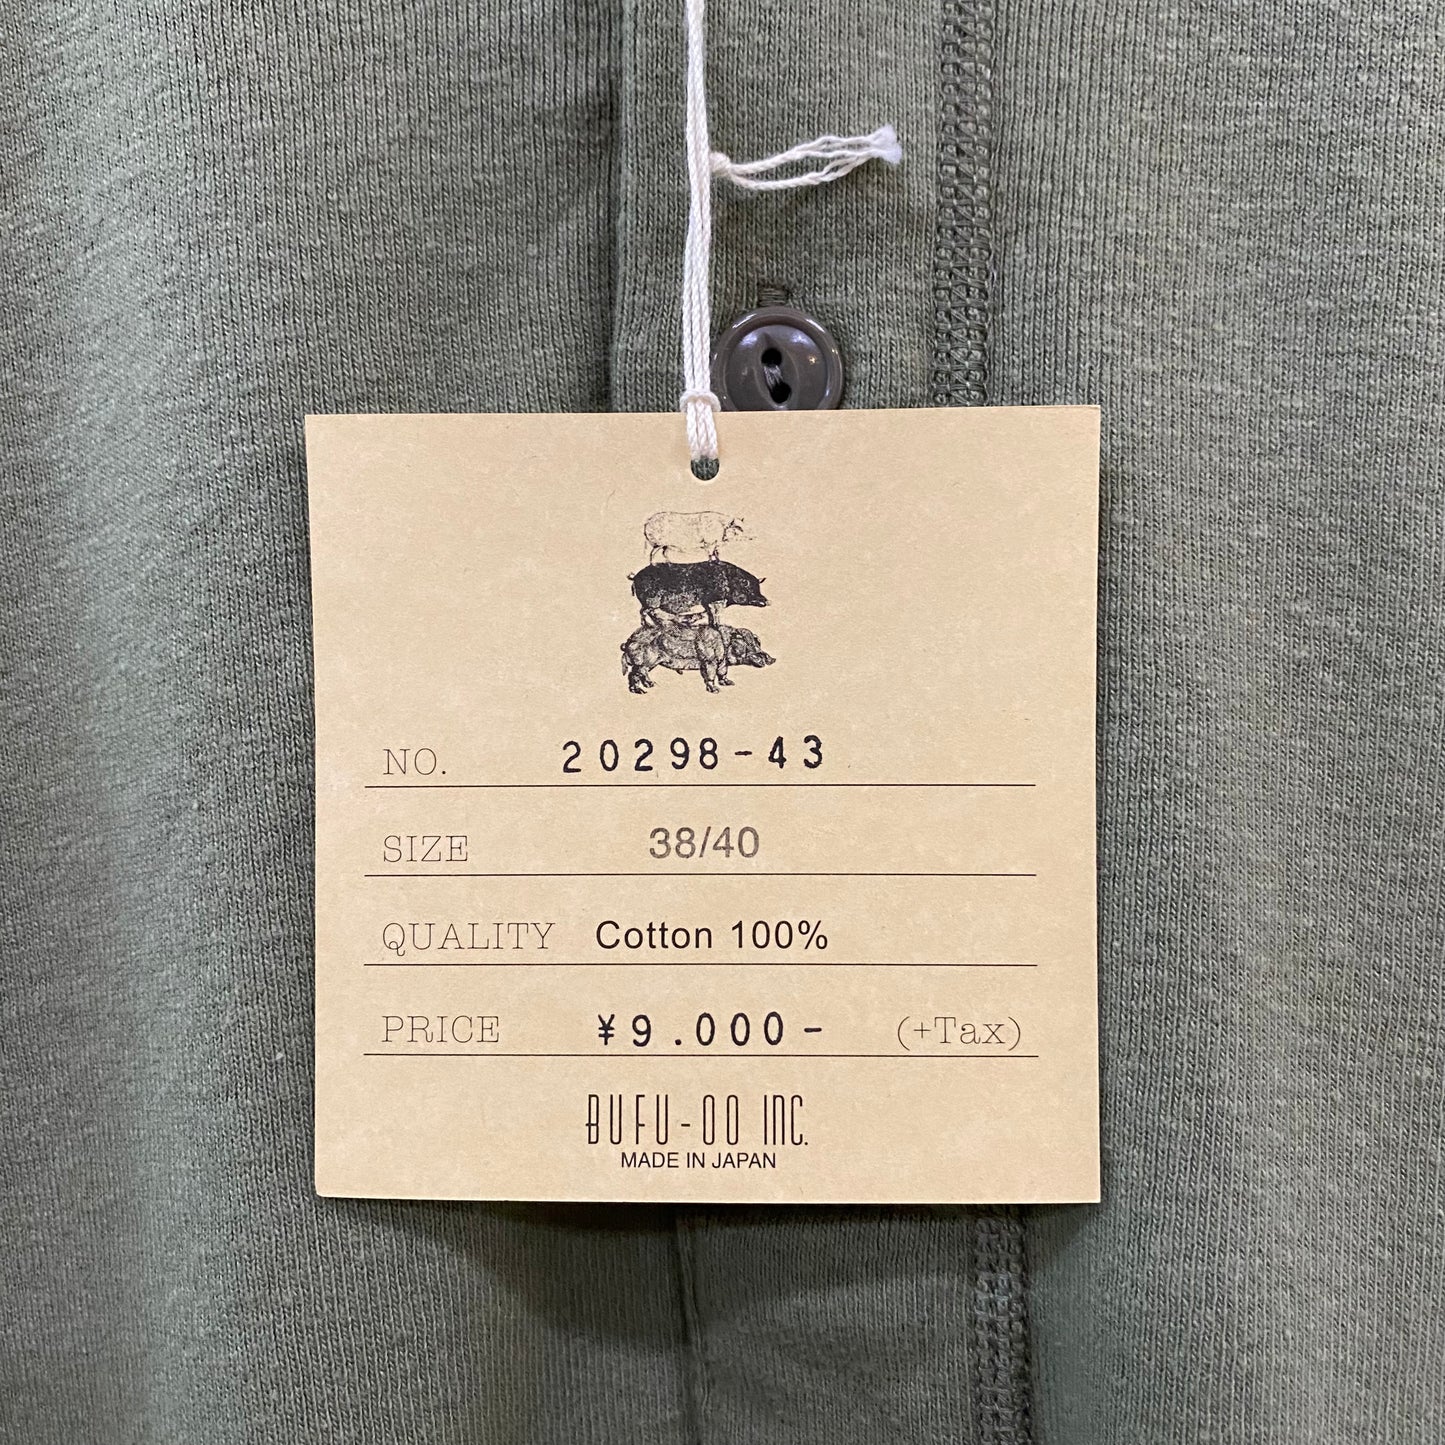 NO. 20298-43
SIZE 38/40
QUALITY Cotton 100%
PRICE ¥9.000- (+Tax)
BUFU-OO INC.
MADE IN JAPAN